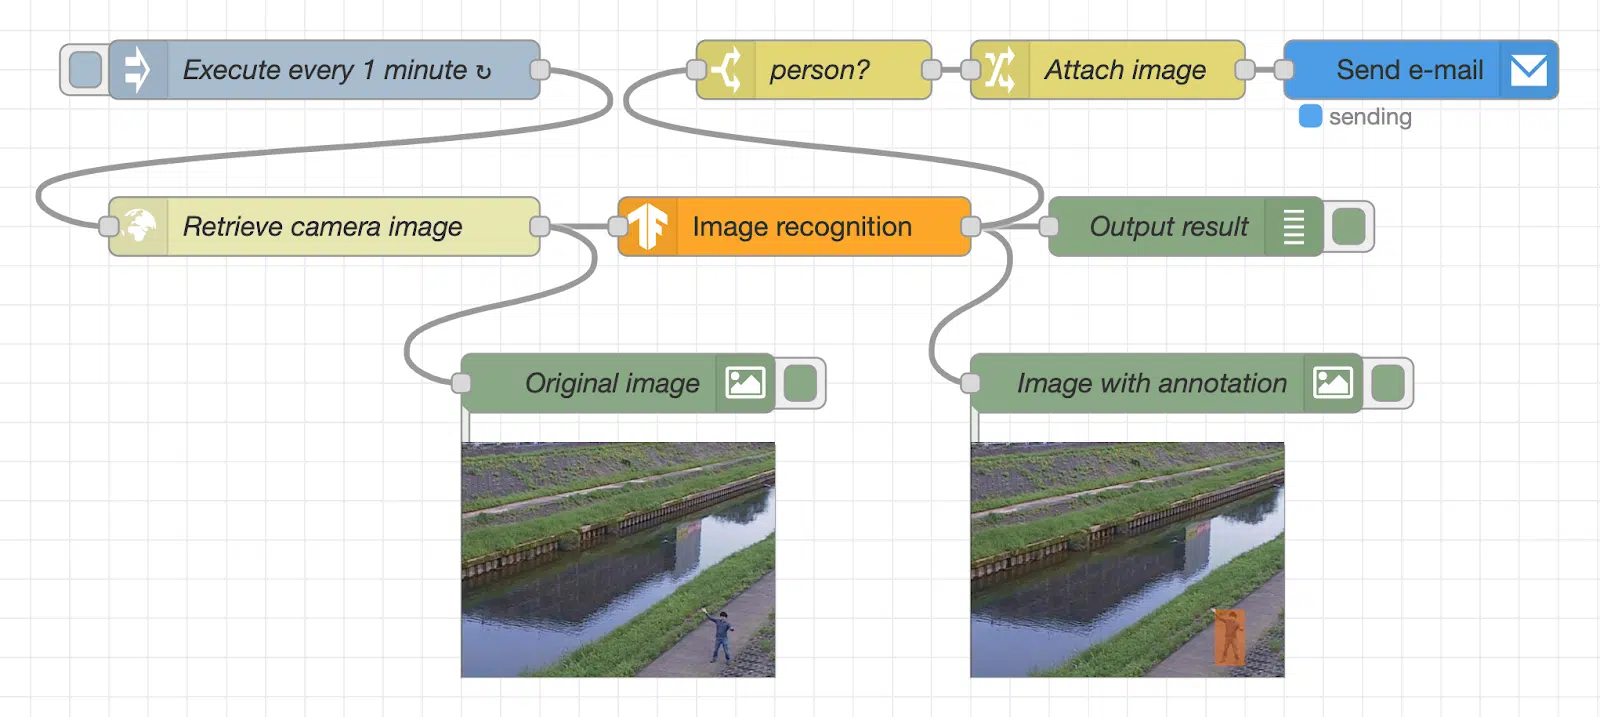 Execute every 1 minute ↻
person?
Attach image
Send e-mail
sending
Retrieve camera image
Image recognition
Output result
Original image
Image with annotation